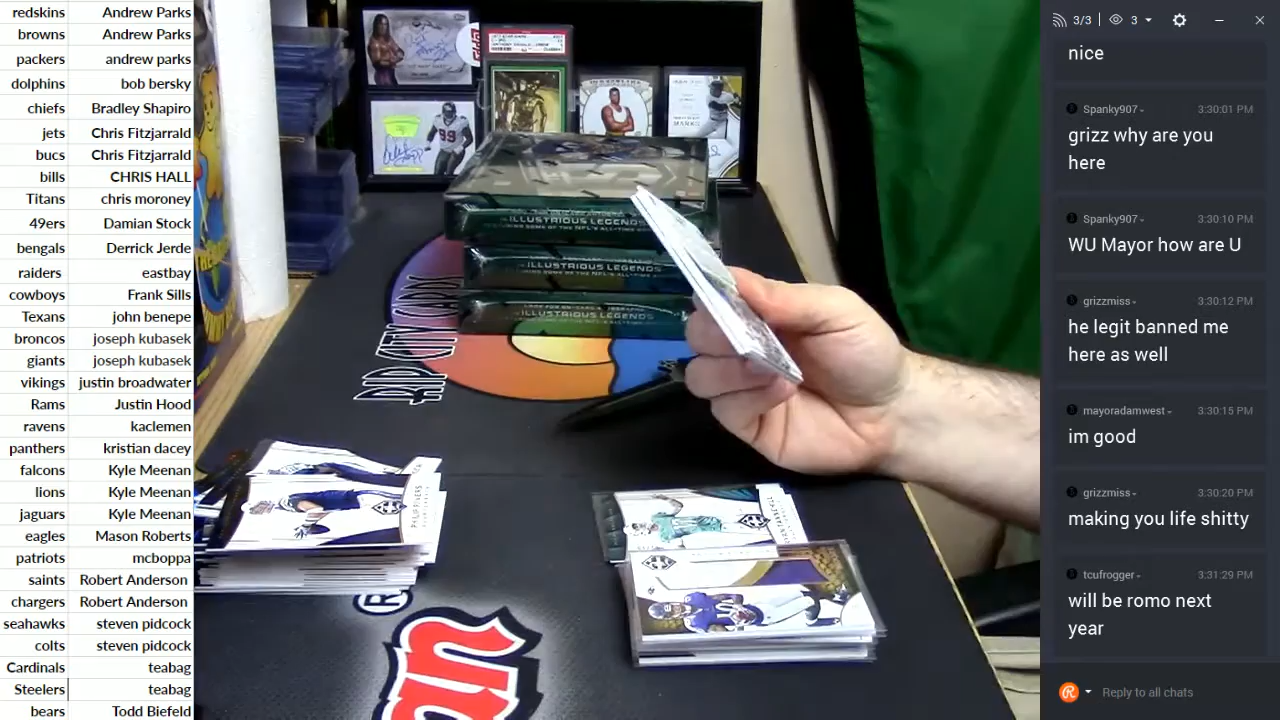 redskins Andrew Parks
browns Andrew Parks
packers andrew parks
dolphins bob bersky
chiefs Bradley Shapiro
jets Chris Fitzjarrald
bucs Chris Fitzjarrald
bills CHRIS HALL
Titans chris moroney
49ers Damian Stock
bengals Derrick Jerde
raiders eastbay
cowboys Frank Sills
Texans john benepe
broncos joseph kubasek
giants joseph kubasek
vikings justin broadwater
Rams Justin Hood
ravens kaclemen
panthers kristian dacey
falcons Kyle Meenan
lions Kyle Meenan
jaguars Kyle Meenan
eagles Mason Roberts
patriots mcboppa
saints Robert Anderson
chargers Robert Anderson
seahawks steven pidcock
colts steven pidcock
Cardinals teabag
Steelers teabag
bears Todd Biefeld
ILLUSTRIOUS LEGENDS
ILLUSTRIOUS LEGENDS
ILLUSTRIOUS LEGENDS
RIP CITY CARDS
PHILIP RIVERS
®
3/3 3
nice
Spanky907 3:30:01 PM
grizz why are you
here
Spanky907 3:30:10 PM
WU Mayor how are U
grizzmiss 3:30:12 PM
he legit banned me
here as well
mayoradamwest 3:30:15 PM
im good
grizzmiss 3:30:20 PM
making you life shitty
tcufrogger 3:31:29 PM
will be romo next
year
Reply to all chats